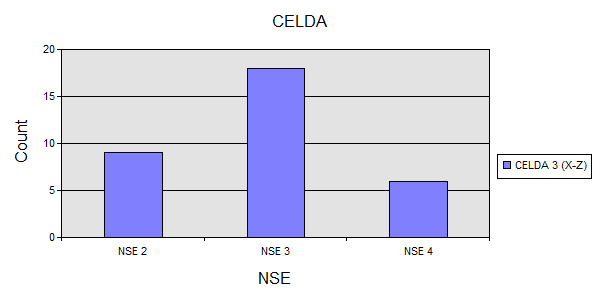 CELDA
20
15
10
5
0
Count
NSE 2
NSE 3
NSE 4
NSE
CELDA 3 (X-Z)